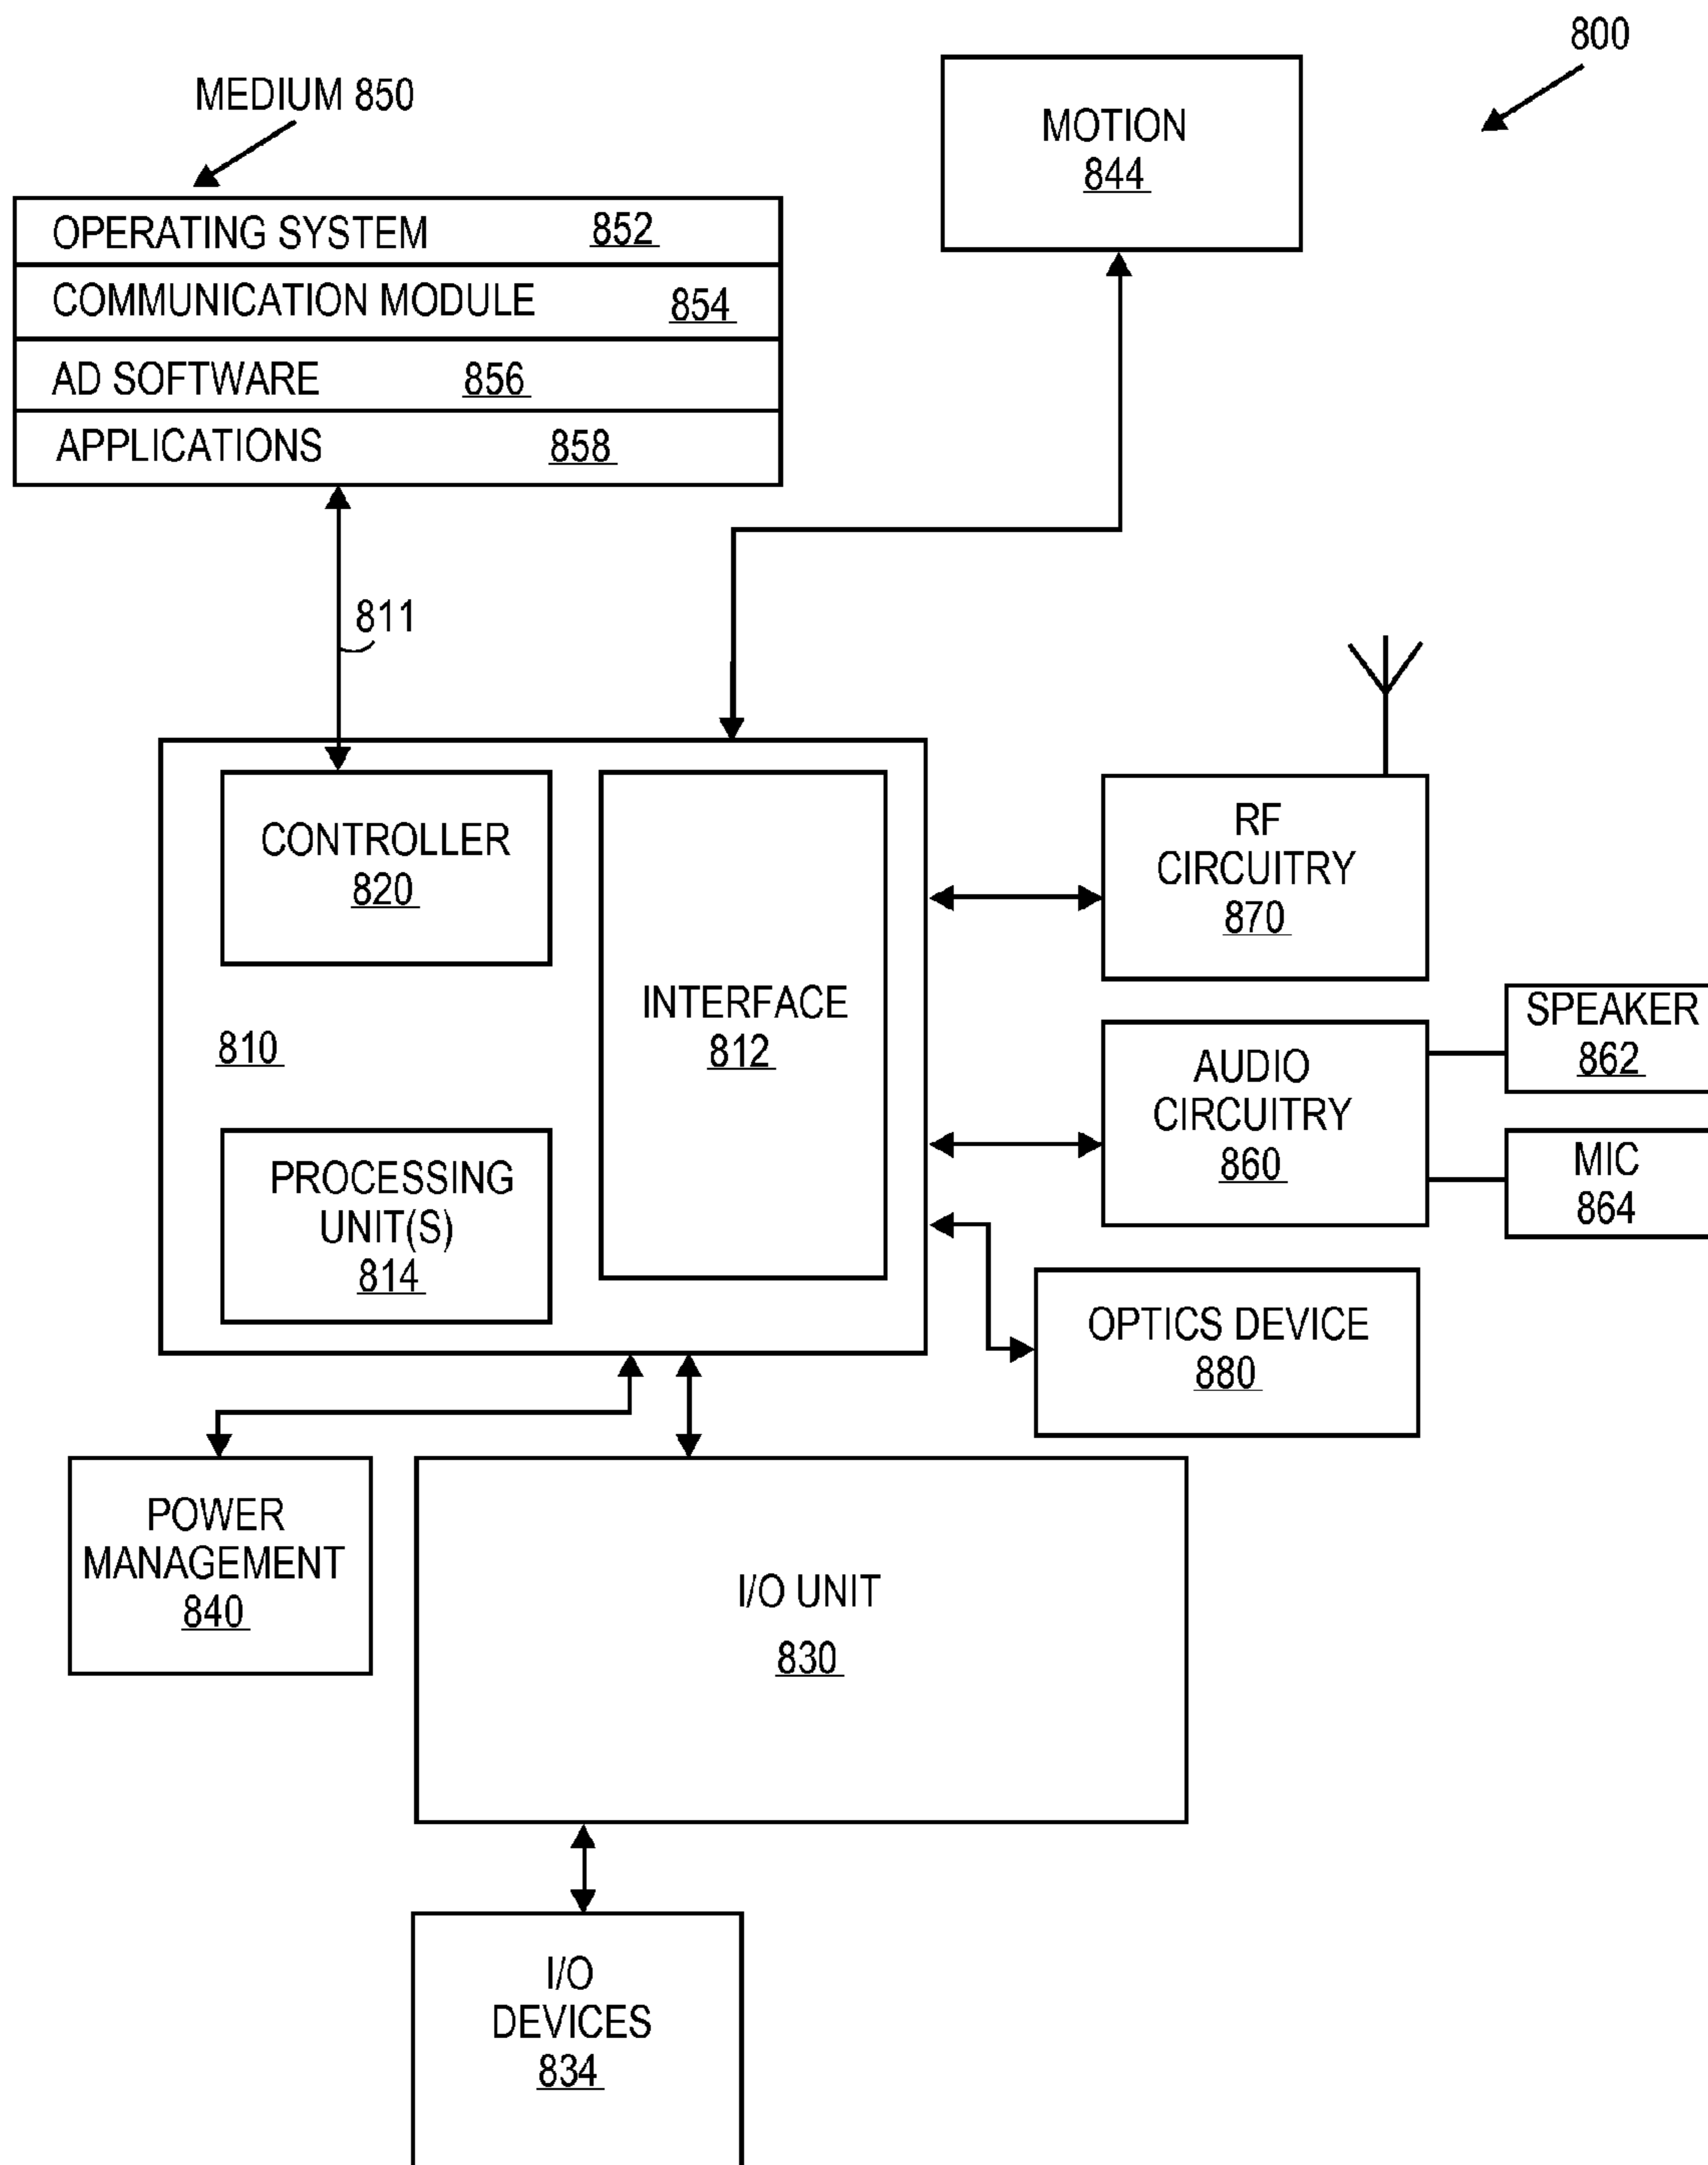 800
MEDIUM 850
MOTION
844
OPERATING SYSTEM 852
COMMUNICATION MODULE 854
AD SOFTWARE 856
APPLICATIONS 858
811
CONTROLLER
820
INTERFACE
812
810
PROCESSING
UNIT(S)
814
RF
CIRCUITRY
870
AUDIO
CIRCUITRY
860
SPEAKER
862
MIC
864
OPTICS DEVICE
880
POWER
MANAGEMENT
840
I/O UNIT
830
I/O
DEVICES
834